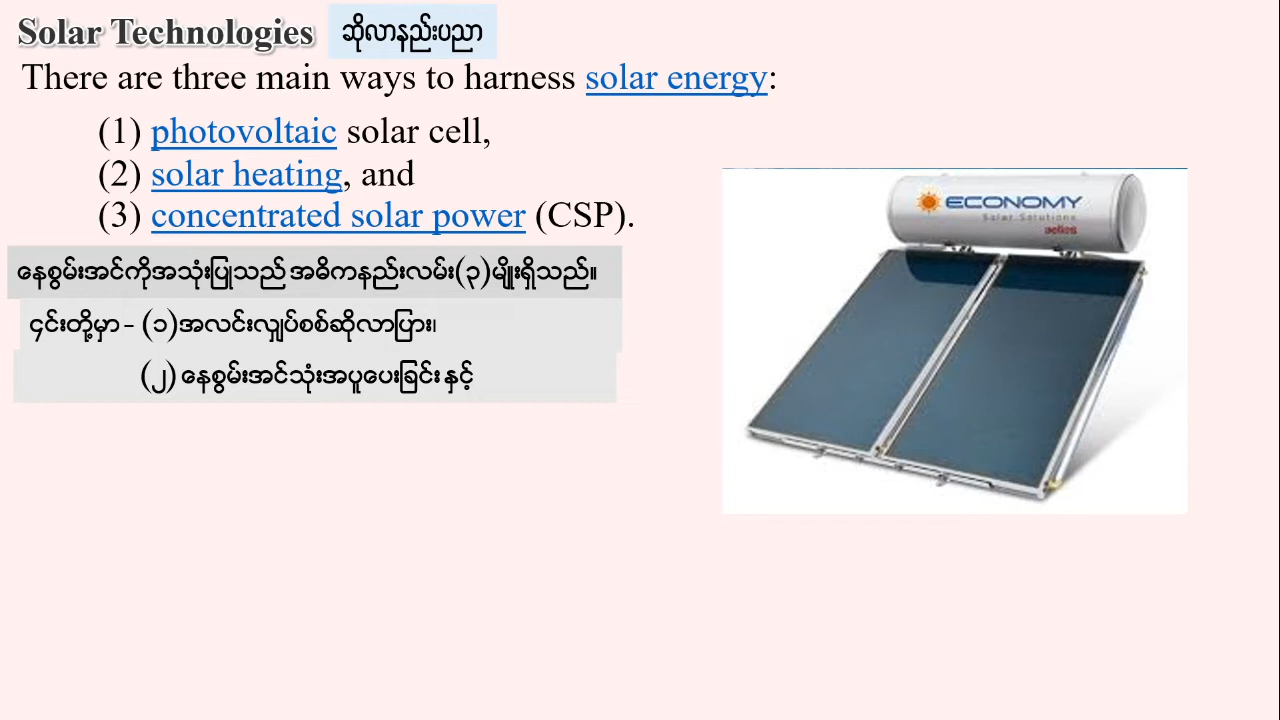 Solar Technologies ဆိုလာနည်းပညာ
There are three main ways to harness solar energy:
(1) photovoltaic solar cell,
(2) solar heating, and
(3) concentrated solar power (CSP).
နေစွမ်းအင်ကိုအသုံးပြုသည် အဓိကနည်းလမ်း(၃)မျိုးရှိသည်။
၄င်းတို့မှာ - (၁)အလင်းလျှပ်စစ်ဆိုလာပြား၊
(၂) နေစွမ်းအင်သုံးအပူပေးခြင်း နှင့်
ECONOMY
Solar Solutions
aelios